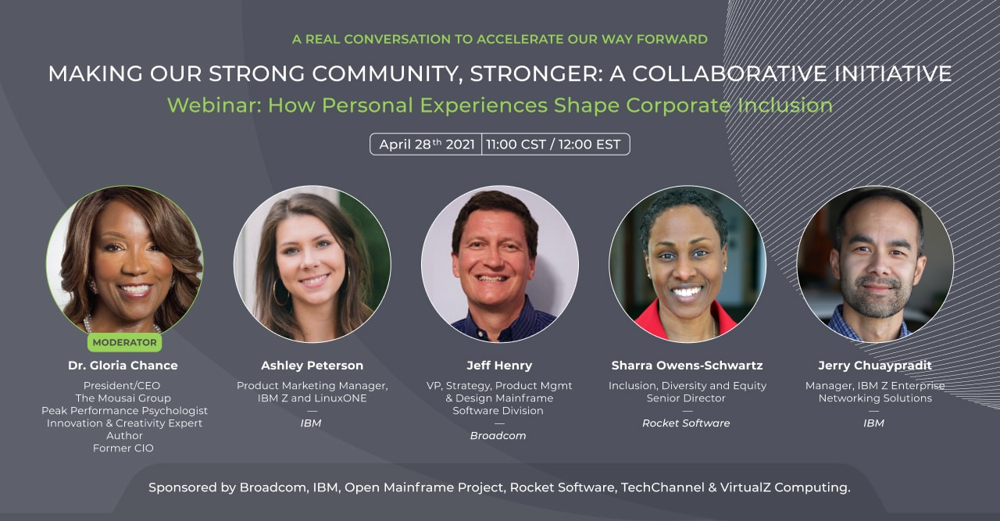 A REAL CONVERSATION TO ACCELERATE OUR WAY FORWARD
MAKING OUR STRONG COMMUNITY, STRONGER: A COLLABORATIVE INITIATIVE
Webinar: How Personal Experiences Shape Corporate Inclusion
April 28th 2021 | 11:00 CST / 12:00 EST
MODERATOR
Dr. Gloria Chance
President/CEO
The Mousai Group
Peak Performance Psychologist
Innovation & Creativity Expert
Author
Former CIO
Ashley Peterson
Product Marketing Manager,
IBM Z and LinuxONE
—
IBM
Jeff Henry
VP, Strategy, Product Mgmt
& Design Mainframe
Software Division
—
Broadcom
Sharra Owens-Schwartz
Inclusion, Diversity and Equity
Senior Director
—
Rocket Software
Jerry Chuaypradit
Manager, IBM Z Enterprise
Networking Solutions
—
IBM
Sponsored by Broadcom, IBM, Open Mainframe Project, Rocket Software, TechChannel & VirtualZ Computing.